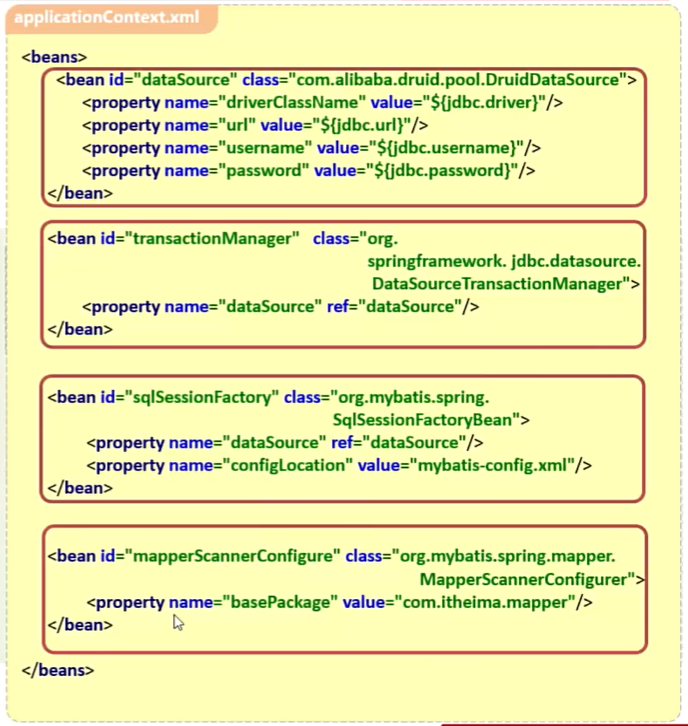 applicationContext.xml
<beans>
<bean id="dataSource" class="com.alibaba.druid.pool.DruidDataSource">
<property name="driverClassName" value="${jdbc.driver}"/>
<property name="url" value="${jdbc.url}"/>
<property name="username" value="${jdbc.username}"/>
<property name="password" value="${jdbc.password}"/>
</bean>
<bean id="transactionManager" class="org.
springframework. jdbc.datasource.
DataSourceTransactionManager">
<property name="dataSource" ref="dataSource"/>
</bean>
<bean id="sqlSessionFactory" class="org.mybatis.spring.
SqlSessionFactoryBean">
<property name="dataSource" ref="dataSource"/>
<property name="configLocation" value="mybatis-config.xml"/>
</bean>
<bean id="mapperScannerConfigure" class="org.mybatis.spring.mapper.
MapperScannerConfigurer">
<property name="basePackage" value="com.itheima.mapper"/>
</bean>
</beans>